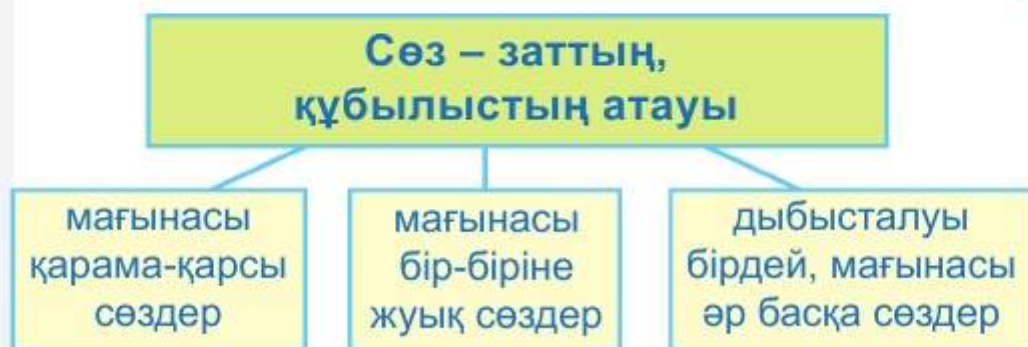 Сөз – заттың,
құбылыстың атауы
мағынасы
қарама-қарсы
сөздер
мағынасы
бір-біріне
жуық сөздер
дыбысталуы
бірдей, мағынасы
әр басқа сөздер